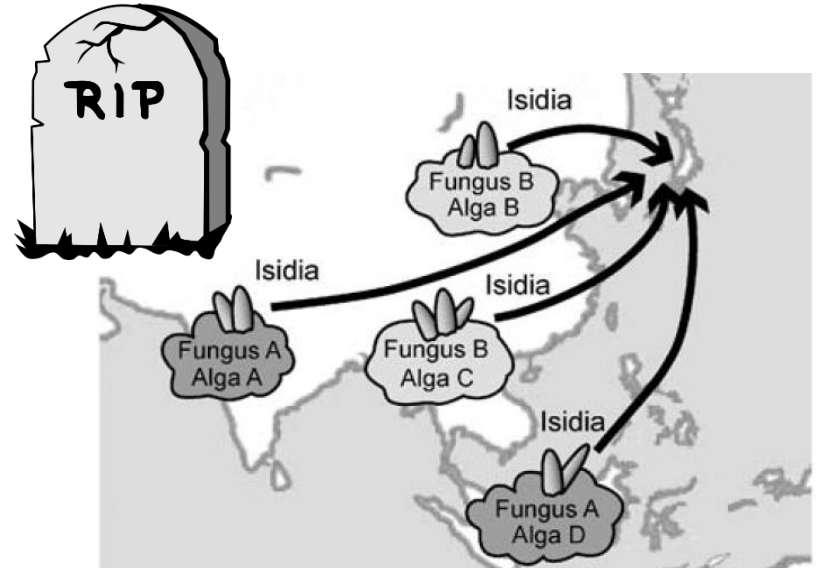 RIP
Isidia
Fungus B
Alga B
Isidia
Isidia
Fungus A
Alga A
Fungus B
Alga C
Isidia
Fungus A
Alga D